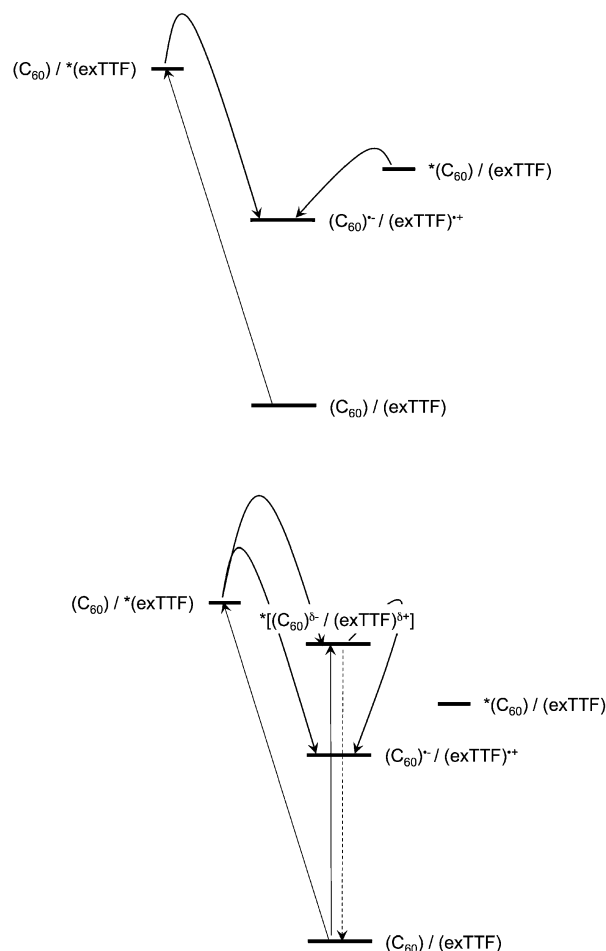 (C₆₀) / *(exTTF)
*(C₆₀) / (exTTF)
(C₆₀)•- / (exTTF)•+
(C₆₀) / (exTTF)
(C₆₀) / *(exTTF)
*[(C₆₀)δ- / (exTTF)δ+]
*(C₆₀) / (exTTF)
(C₆₀)•- / (exTTF)•+
(C₆₀) / (exTTF)